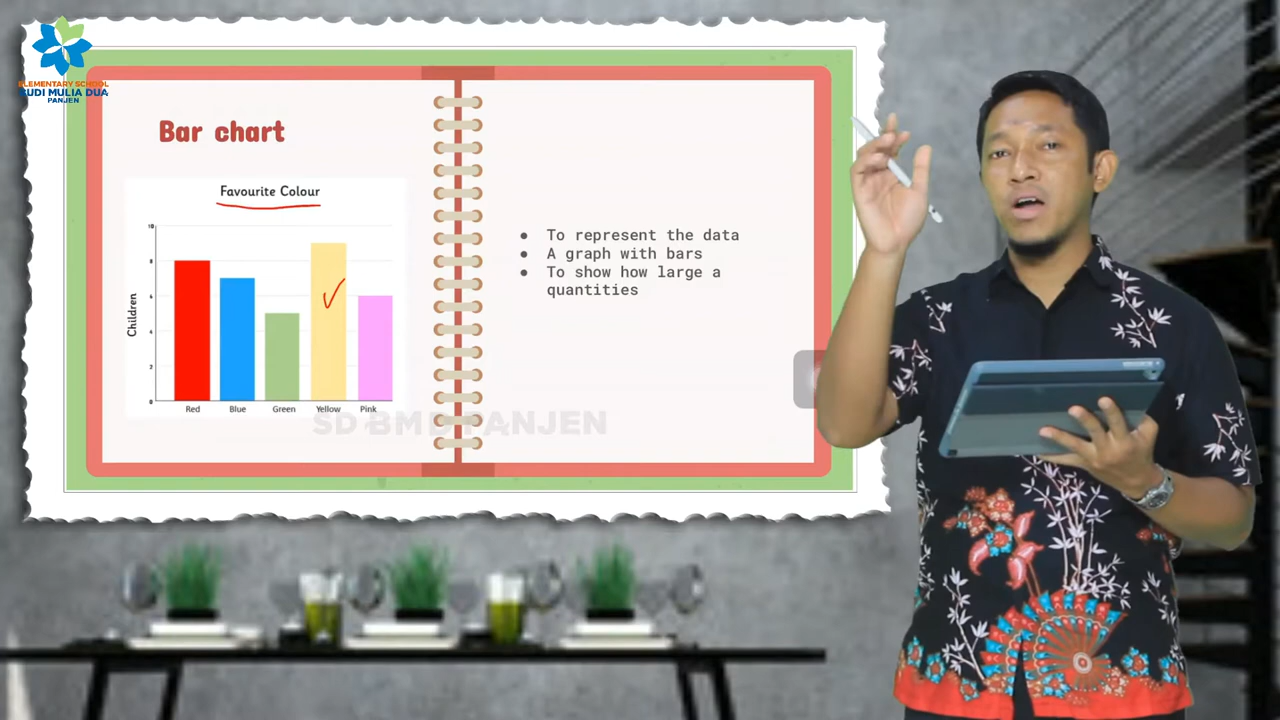 ELEMENTARY SCHOOL
BUDI MULIA DUA
PANJEN
Bar chart
Favourite Colour
10
8
6
4
2
0
Children
Red Blue Green Yellow Pink
● To represent the data
● A graph with bars
● To show how large a
quantities
SD BMD PANJEN